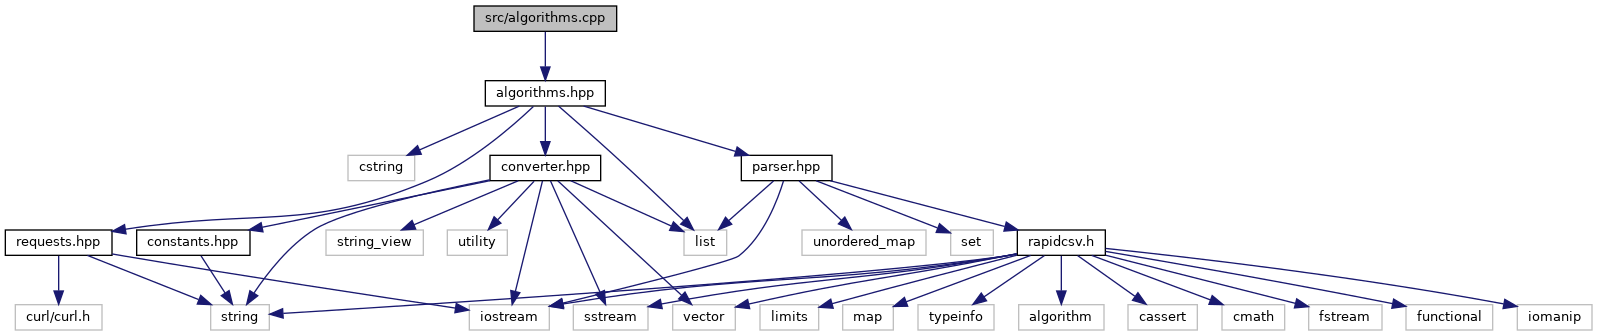 src/algorithms.cpp
algorithms.hpp
cstring
converter.hpp
parser.hpp
requests.hpp
constants.hpp
string_view
utility
list
unordered_map
set
rapidcsv.h
curl/curl.h
string
iostream
sstream
vector
limits
map
typeinfo
algorithm
cassert
cmath
fstream
functional
iomanip